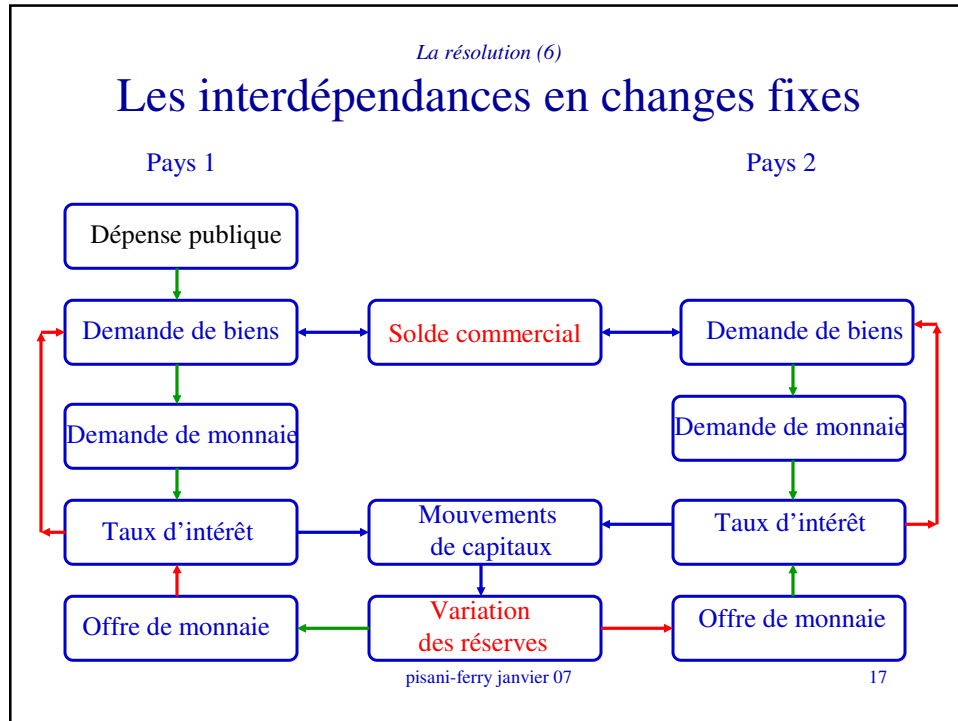 La résolution (6)
Les interdépendances en changes fixes
Pays 1
Pays 2
Dépense publique
Demande de biens
Solde commercial
Demande de biens
Demande de monnaie
Demande de monnaie
Taux d'intérêt
Mouvements
de capitaux
Taux d'intérêt
Offre de monnaie
Variation
des réserves
Offre de monnaie
pisani-ferry janvier 07
17